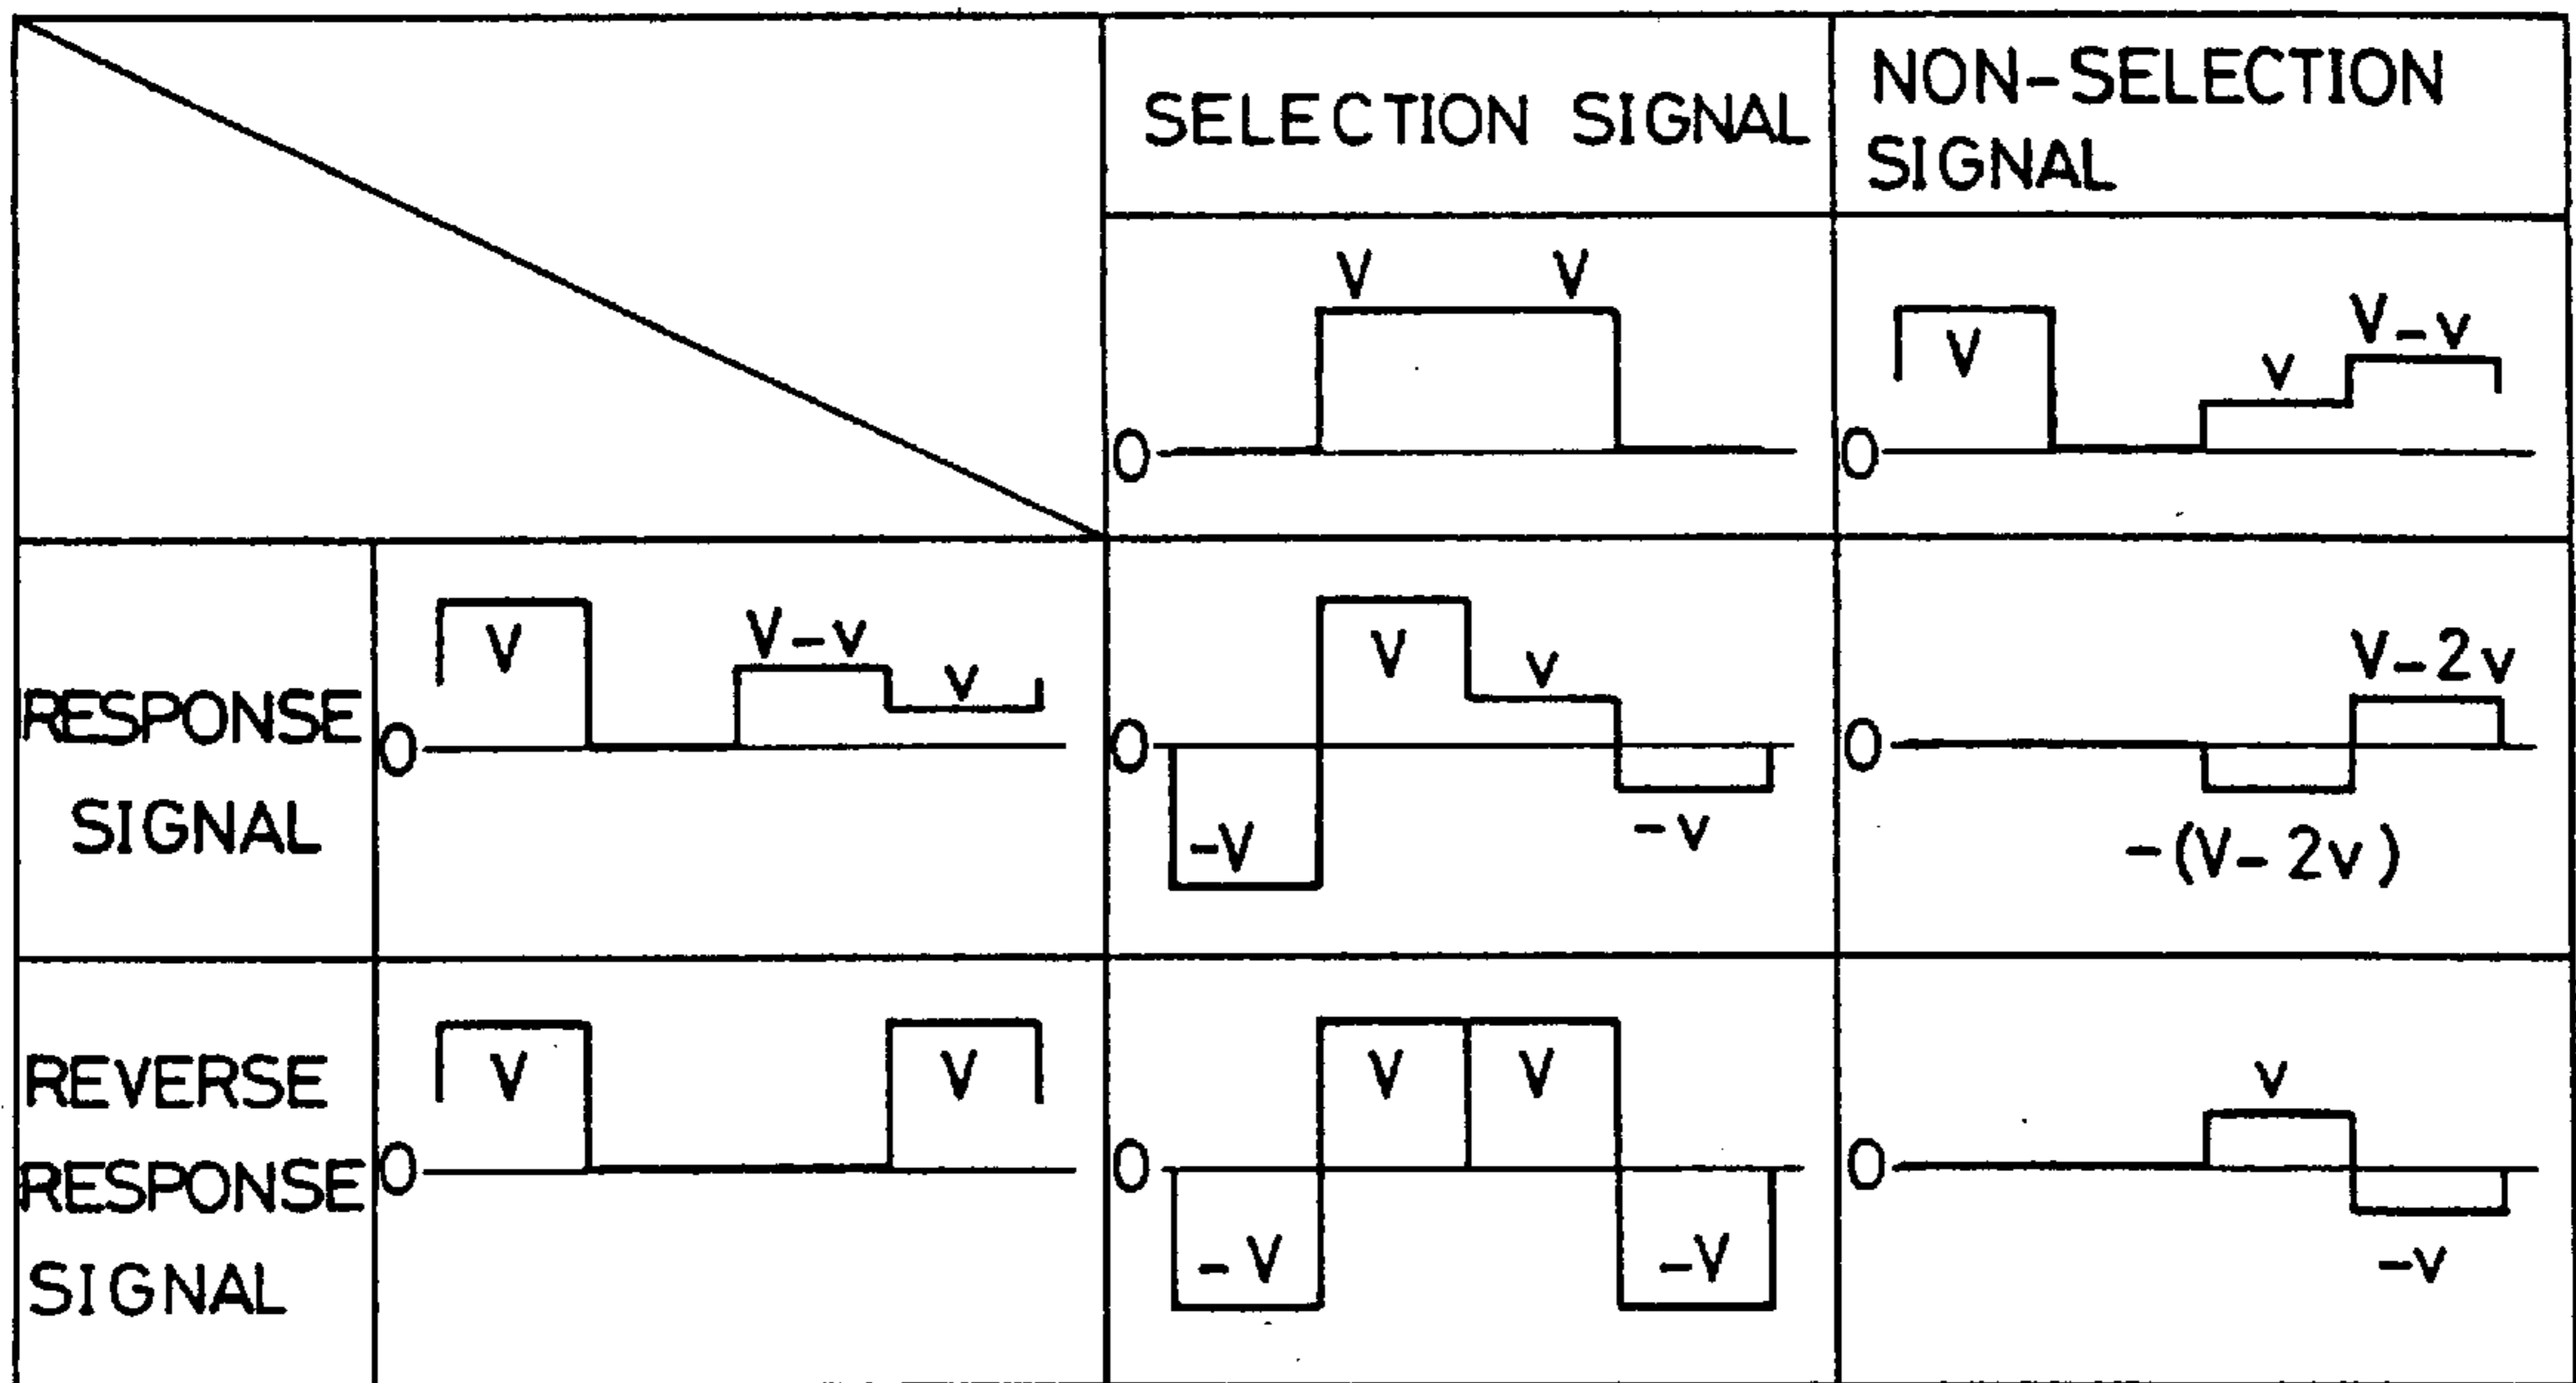 SELECTION SIGNAL
NON-SELECTION
SIGNAL
V V
0
V
v
V-v
0
RESPONSE
SIGNAL
V
V-v
v
0
V
v
0
-V
-v
V-2v
0
-(V-2v)
REVERSE
RESPONSE
SIGNAL
V
V
0
V V
0
-V
-V
v
0
-v